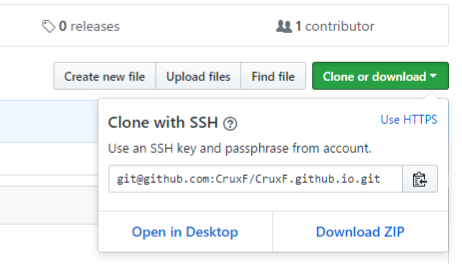 0 releases
1 contributor
Create new file
Upload files
Find file
Clone or download
Clone with SSH
Use HTTPS
Use an SSH key and passphrase from account.
git@github.com:CruxF/CruxF.github.io.git
Open in Desktop
Download ZIP